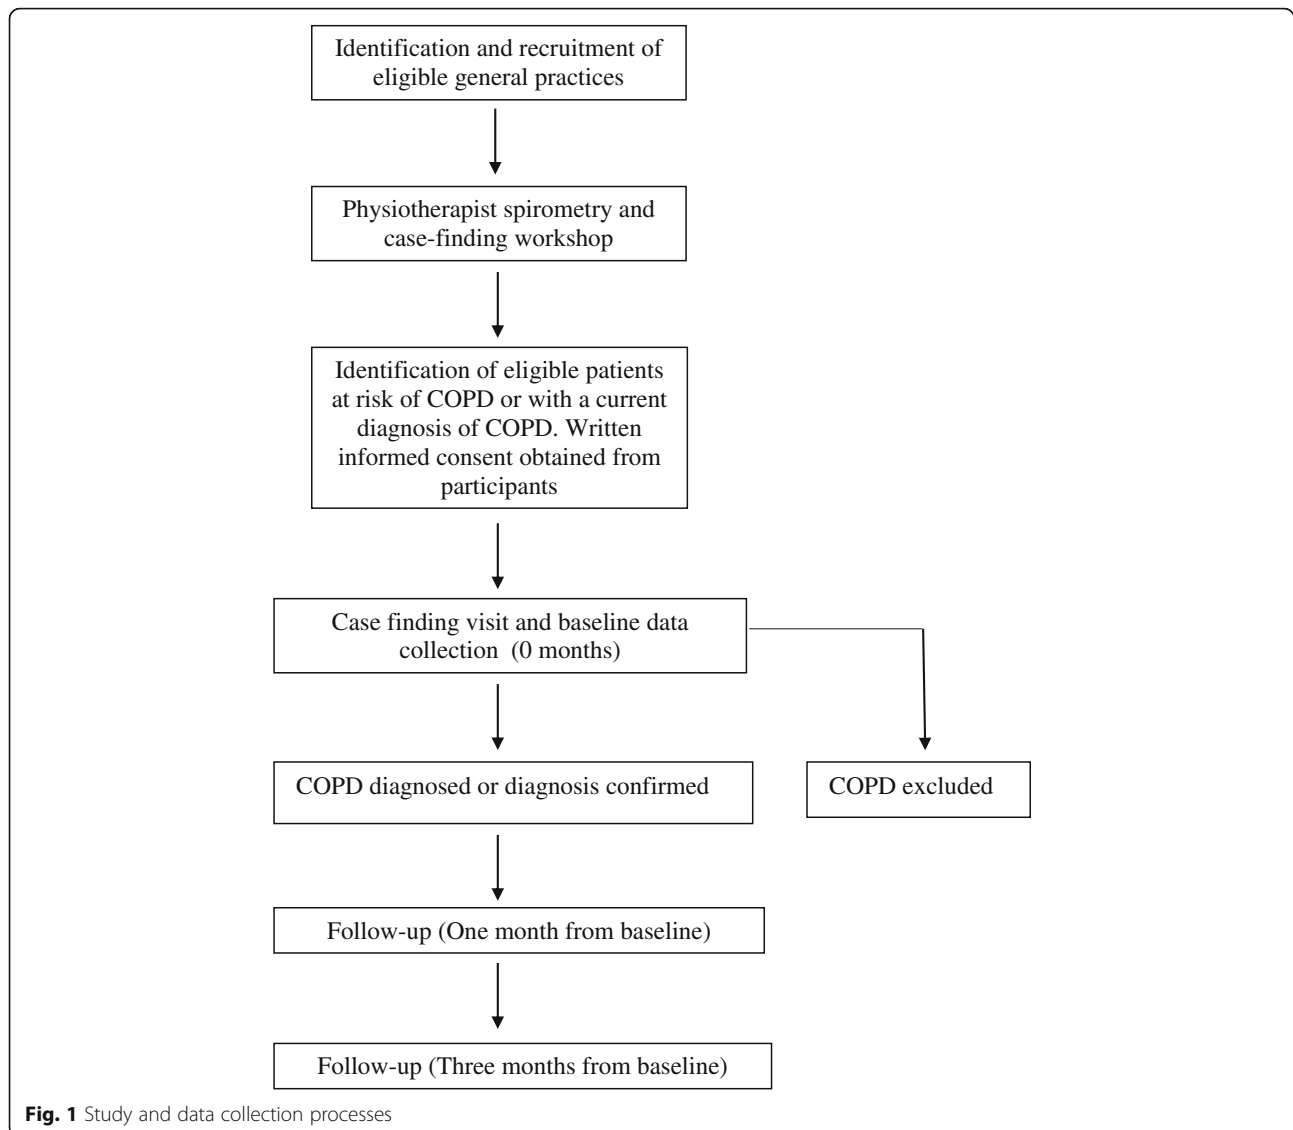 Identification and recruitment of
eligible general practices
Physiotherapist spirometry and
case-finding workshop
Identification of eligible patients
at risk of COPD or with a current
diagnosis of COPD. Written
informed consent obtained from
participants
Case finding visit and baseline data
collection (0 months)
COPD diagnosed or diagnosis confirmed
COPD excluded
Follow-up (One month from baseline)
Follow-up (Three months from baseline)
Fig. 1 Study and data collection processes